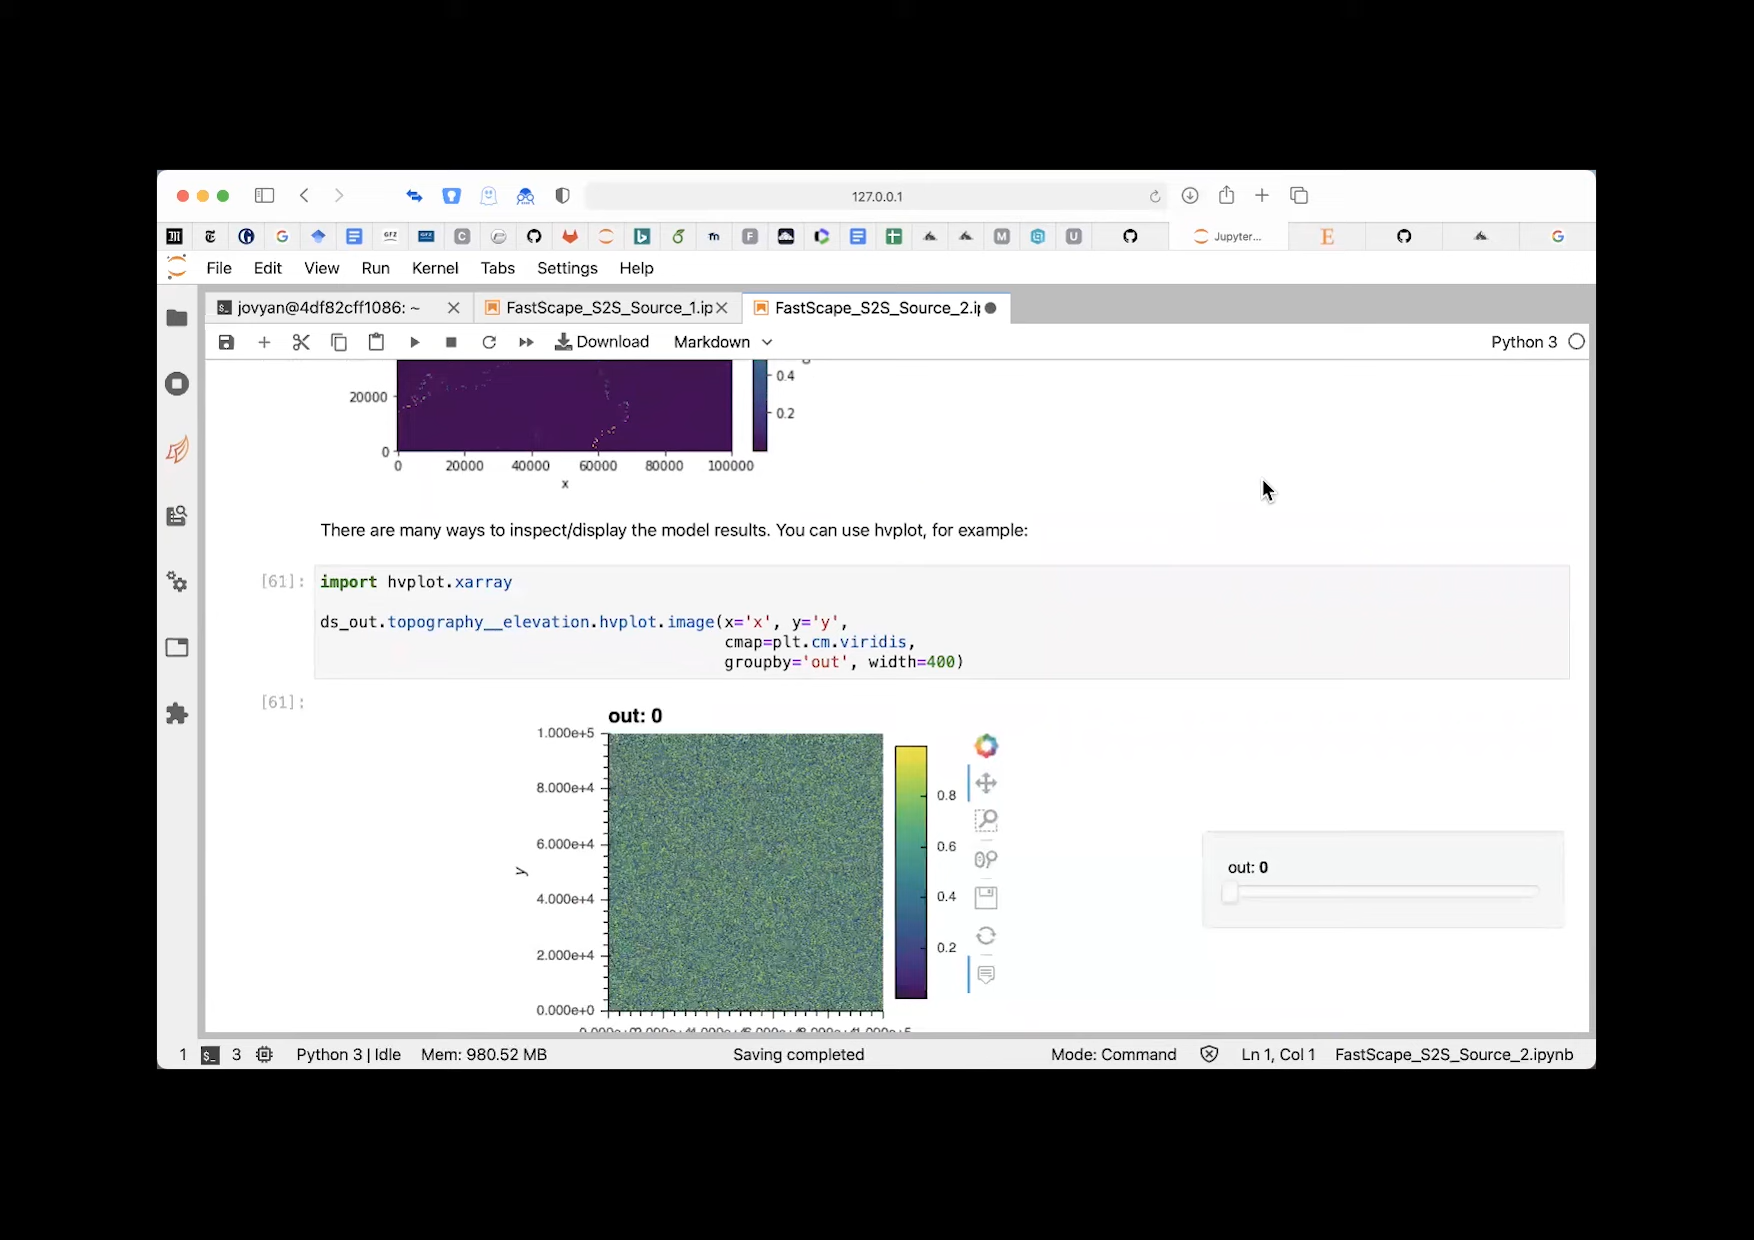 127.0.0.1
Jupyter...
File Edit View Run Kernel Tabs Settings Help
jovyan@4df82cff1086: ~
FastScape_S2S_Source_1.ip
FastScape_S2S_Source_2.ip
Download Markdown Python 3
20000
0
0 20000 40000 60000 80000 100000
x
0.4
0.2
There are many ways to inspect/display the model results. You can use hvplot, for example:
[61]:
import hvplot.xarray
ds_out.topography__elevation.hvplot.image(x='x', y='y',
cmap=plt.cm.viridis,
groupby='out', width=400)
[61]:
out: 0
1.000e+5
8.000e+4
6.000e+4
4.000e+4
2.000e+4
0.000e+0
y
0.8
0.6
0.4
0.2
out: 0
1 3 Python 3 | Idle Mem: 980.52 MB Saving completed Mode: Command Ln 1, Col 1 FastScape_S2S_Source_2.ipynb